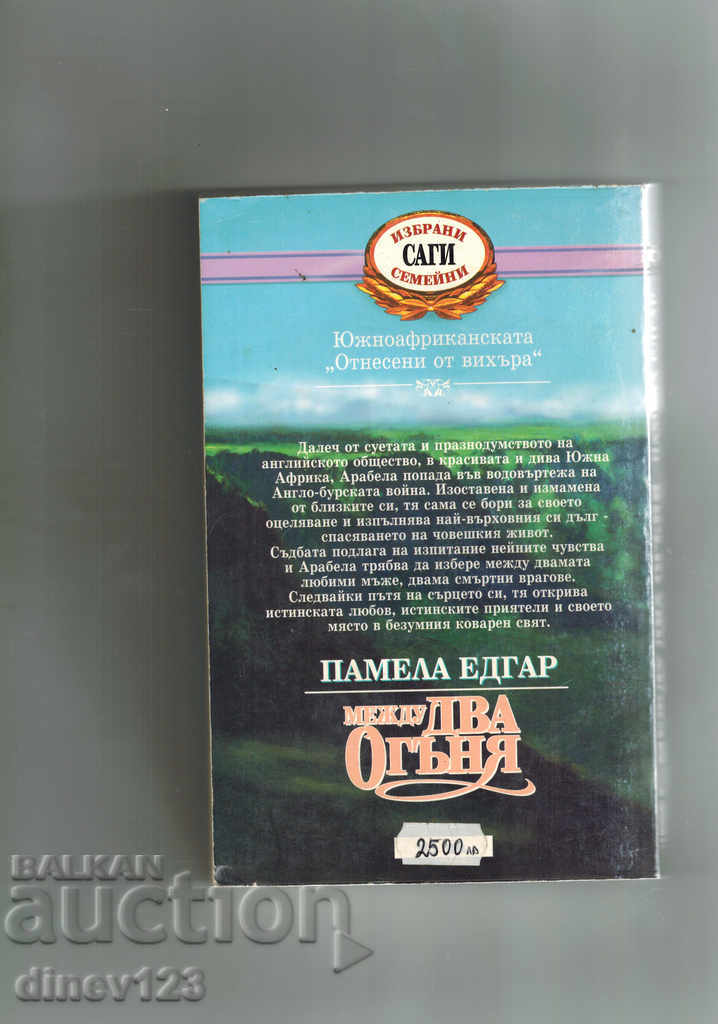 ИЗБРАНИ
САГИ
СЕМЕЙНИ
Южноафриканската
„Отнесени от вихъра“
Далеч от суетата и празнодумството на
английското общество, в красивата и дива Южна
Африка, Арабела попада във водовъртежа на
Англо-бурската война. Изоставена и измамена
от близките си, тя сама се бори за своето
оцеляване и изпълнява най-върховния си дълг -
спасяването на човешкия живот.
Съдбата подлага на изпитание нейните чувства
и Арабела трябва да избере между двамата
любими мъже, двама смъртни врагове.
Следвайки пътя на сърцето си, тя открива
истинската любов, истинските приятели и своето
място в безумния коварен свят.
ПАМЕЛА ЕДГАР
МЕЖДУ ДВА
ОГЪНЯ
2500 лв
BALKAN
auction
dinev123